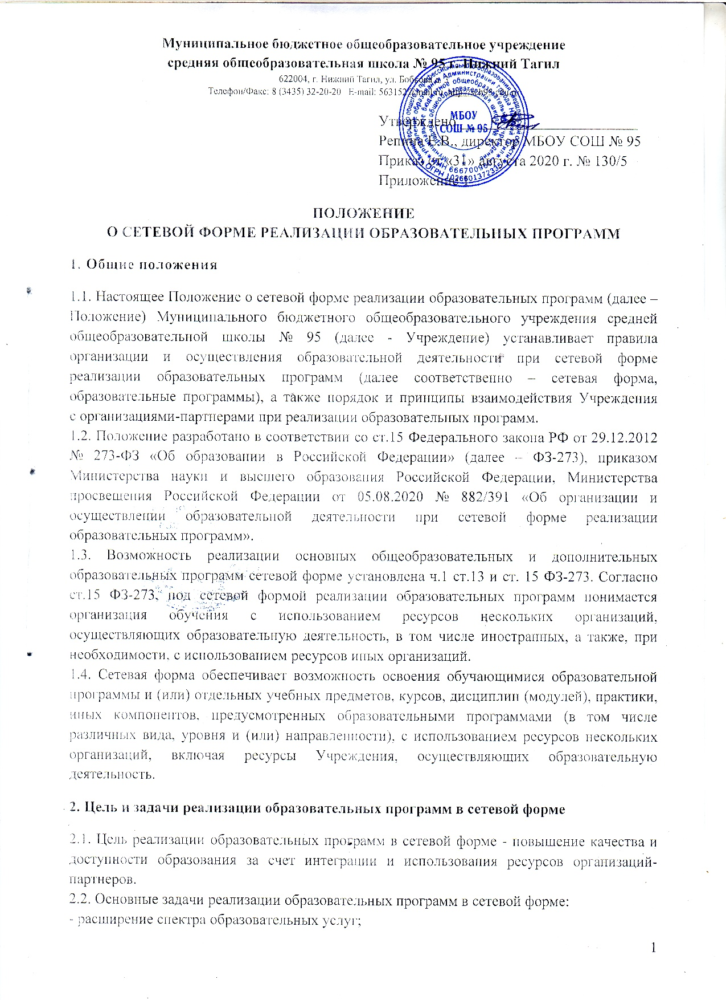 Муниципальное бюджетное общеобразовательное учреждение
средняя общеобразовательная школа № 95 г. Нижний Тагил
622004, г. Нижний Тагил, ул.
Телефон/Факс: 8 (3435) 32-20-20 E-mail:
Утверждено
МБОУ
СОШ № 95
Репина Е.В., директор МБОУ СОШ № 95
Приказ от «31» августа 2020 г. № 130/5
Приложение 1
ИНН
ОГРН 1026601372335
ПОЛОЖЕНИЕ
О СЕТЕВОЙ ФОРМЕ РЕАЛИЗАЦИИ ОБРАЗОВАТЕЛЬНЫХ ПРОГРАММ
1. Общие положения
1.1. Настоящее Положение о сетевой форме реализации образовательных программ (далее –
Положение) Муниципального бюджетного общеобразовательного учреждения средней
общеобразовательной школы № 95 (далее - Учреждение) устанавливает правила
организации и осуществления образовательной деятельности при сетевой форме
реализации образовательных программ (далее соответственно – сетевая форма,
образовательные программы), а также порядок и принципы взаимодействия Учреждения
с организациями-партнерами при реализации образовательных программ.
1.2. Положение разработано в соответствии со ст.15 Федерального закона РФ от 29.12.2012
№ 273-ФЗ «Об образовании в Российской Федерации» (далее – ФЗ-273), приказом
Министерства науки и высшего образования Российской Федерации, Министерства
просвещения Российской Федерации от 05.08.2020 № 882/391 «Об организации и
осуществлении образовательной деятельности при сетевой форме реализации
образовательных программ».
1.3. Возможность реализации основных общеобразовательных и дополнительных
образовательных программ сетевой форме установлена ч.1 ст.13 и ст. 15 ФЗ-273. Согласно
ст.15 ФЗ-273, под сетевой формой реализации образовательных программ понимается
организация обучения с использованием ресурсов нескольких организаций,
осуществляющих образовательную деятельность, в том числе иностранных, а также, при
необходимости, с использованием ресурсов иных организаций.
1.4. Сетевая форма обеспечивает возможность освоения обучающимися образовательной
программы и (или) отдельных учебных предметов, курсов, дисциплин (модулей), практики,
иных компонентов, предусмотренных образовательными программами (в том числе
различных вида, уровня и (или) направленности), с использованием ресурсов нескольких
организаций, включая ресурсы Учреждения, осуществляющих образовательную
деятельность.
2. Цель и задачи реализации образовательных программ в сетевой форме
2.1. Цель реализации образовательных программ в сетевой форме - повышение качества и
доступности образования за счет интеграции и использования ресурсов организаций-
партнеров.
2.2. Основные задачи реализации образовательных программ в сетевой форме:
- расширение спектра образовательных услуг;
1